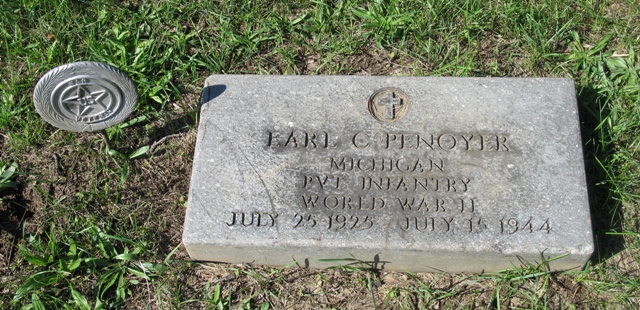 EARL C PENOYER
MICHIGAN
PVT INFANTRY
WORLD WAR II
JULY 25 1925 JULY 15 1944